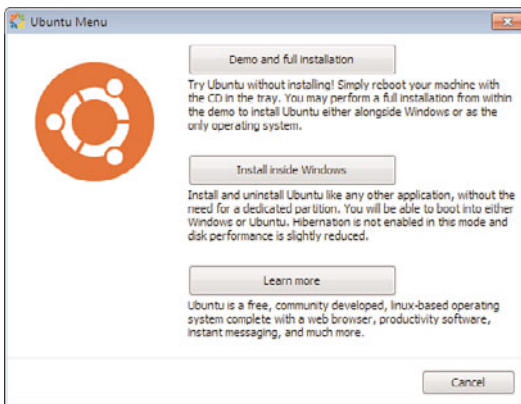 Ubuntu Menu
Demo and full installation
Try Ubuntu without installing! Simply reboot your machine with
the CD in the tray. You may perform a full installation from within
the demo to install Ubuntu either alongside Windows or as the
only operating system.
Install inside Windows
Install and uninstall Ubuntu like any other application, without the
need for a dedicated partition. You will be able to boot into either
Windows or Ubuntu. Hibernation is not enabled in this mode and
disk performance is slightly reduced.
Learn more
Ubuntu is a free, community developed, linux-based operating
system complete with a web browser, productivity software,
instant messaging, and much more.
Cancel